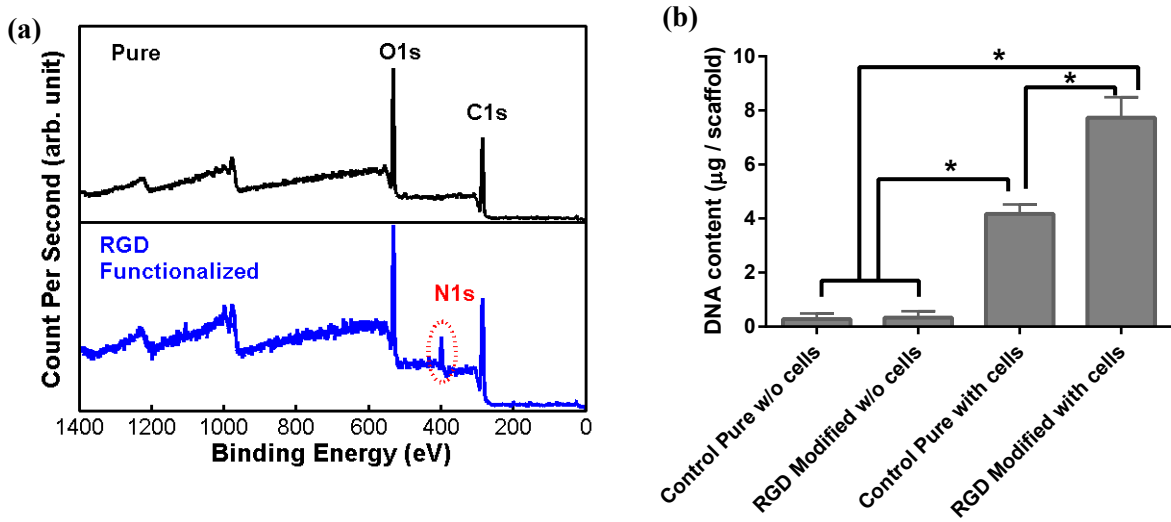 (a)
Count Per Second (arb. unit)
Pure
O1s
C1s
RGD
Functionalized
N1s
1400 1200 1000 800 600 400 200 0
Binding Energy (eV)
(b)
DNA content (μg / scaffold)
10
8
6
4
2
0
*
*
*
Control Pure w/o cells
RGD Modified w/o cells
Control Pure with cells
RGD Modified with cells